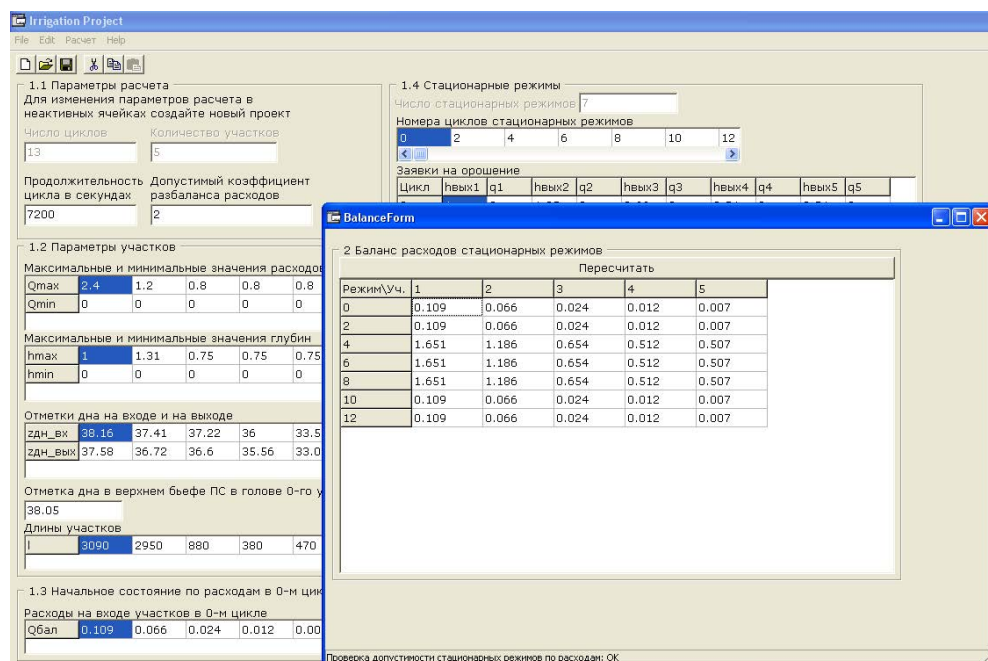 Irrigation Project
File Edit Расчет Help
1.1 Параметры расчета
Для изменения параметров расчета в
неактивных ячейках создайте новый проект
Число циклов Количество участков
13 5
Продолжительность Допустимый коэффициент
цикла в секундах разбаланса расходов
7200 2
1.4 Стационарные режимы
Число стационарных режимов 7
Номера циклов стационарных режимов
0 2 4 6 8 10 12
Заявки на орошение
Цикл hвых1 q1 hвых2 q2 hвых3 q3 hвых4 q4 hвых5 q5
1.2 Параметры участков
Максимальные и минимальные значения расходов
Qmax 2.4 1.2 0.8 0.8 0.8
Qmin 0 0 0 0 0
Максимальные и минимальные значения глубин
hmax 1 1.31 0.75 0.75 0.75
hmin 0 0 0 0 0
Отметки дна на входе и на выходе
zдн_вх 38.16 37.41 37.22 36 33.5
zдн_вых 37.58 36.72 36.6 35.56 33.0
Отметка дна в верхнем бьефе ПС в голове 0-го у
38.05
Длины участков
l 3090 2950 880 380 470
1.3 Начальное состояние по расходам в 0-м цик
Расходы на входе участков в 0-м цикле
Qбал 0.109 0.066 0.024 0.012 0.00
BalanceForm
2 Баланс расходов стационарных режимов
Пересчитать
Режим\Уч. 1 2 3 4 5
0 0.109 0.066 0.024 0.012 0.007
2 0.109 0.066 0.024 0.012 0.007
4 1.651 1.186 0.654 0.512 0.507
6 1.651 1.186 0.654 0.512 0.507
8 1.651 1.186 0.654 0.512 0.507
10 0.109 0.066 0.024 0.012 0.007
12 0.109 0.066 0.024 0.012 0.007
Проверка допустимости стационарных режимов по расходам: OK